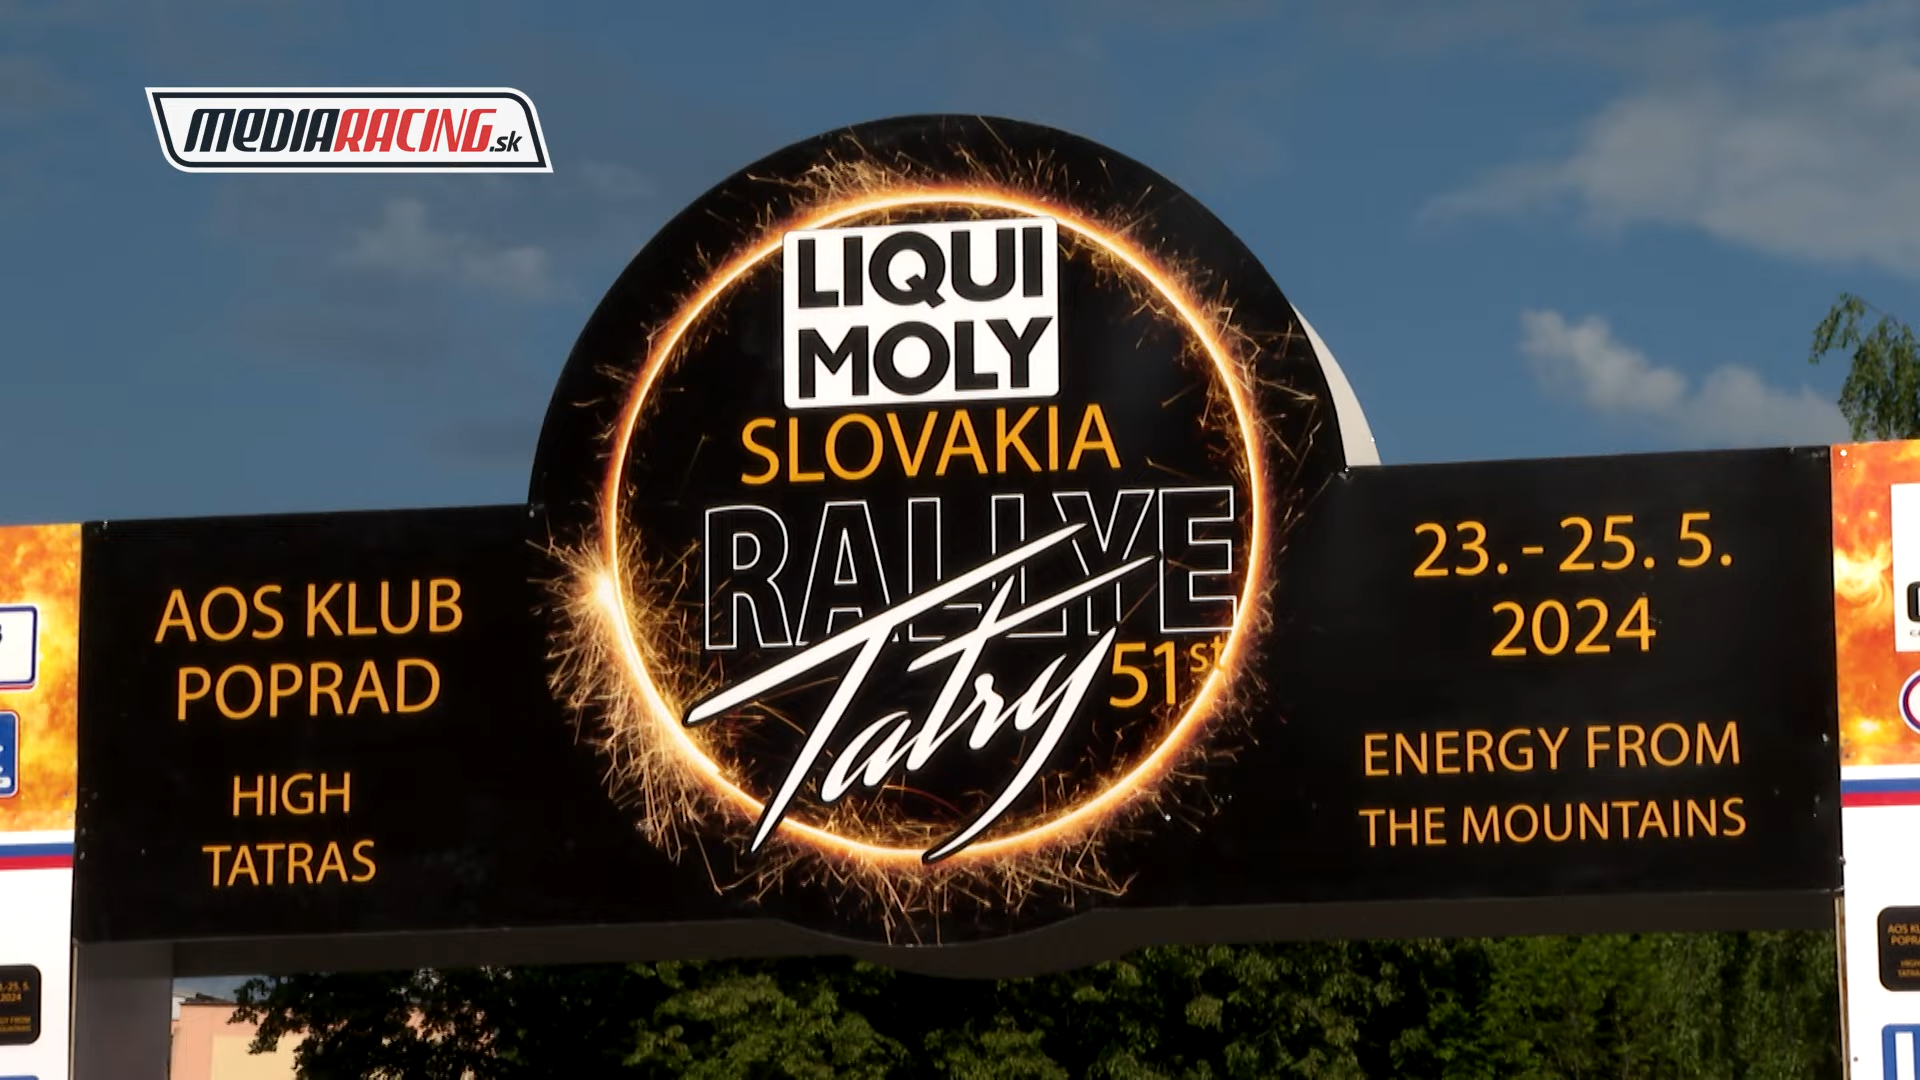 MEDIARACING.sk
LIQUI
MOLY
SLOVAKIA
RALLYE
Tatry 51st
AOS KLUB
POPRAD
HIGH
TATRAS
23. - 25. 5.
2024
ENERGY FROM
THE MOUNTAINS